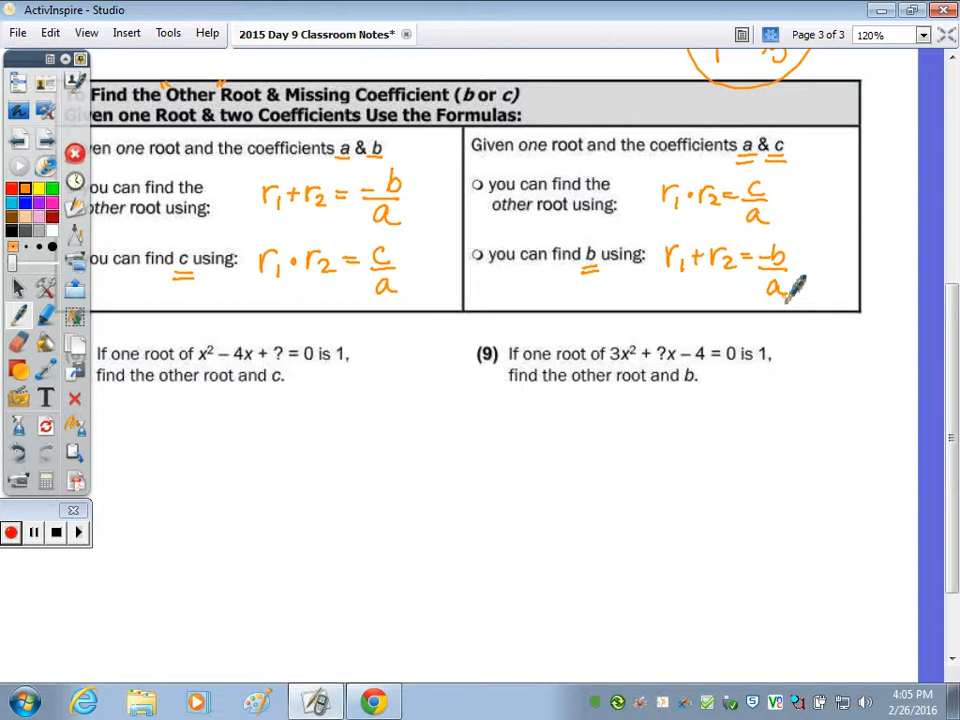 ActivInspire - Studio
File Edit View Insert Tools Help 2015 Day 9 Classroom Notes* Page 3 of 3 120%
Find the "Other" Root & Missing Coefficient (b or c)
ven one Root & two Coefficients Use the Formulas:
ven one root and the coefficients a & b
ou can find the
other root using:
r₁ + r₂ = -b/a
ou can find c using:
r₁ · r₂ = c/a
Given one root and the coefficients a & c
you can find the
other root using:
r₁ · r₂ = c/a
you can find b using:
r₁ + r₂ = -b/a
If one root of x² – 4x + ? = 0 is 1,
find the other root and c.
(9) If one root of 3x² + ?x – 4 = 0 is 1,
find the other root and b.
4:05 PM
2/26/2016